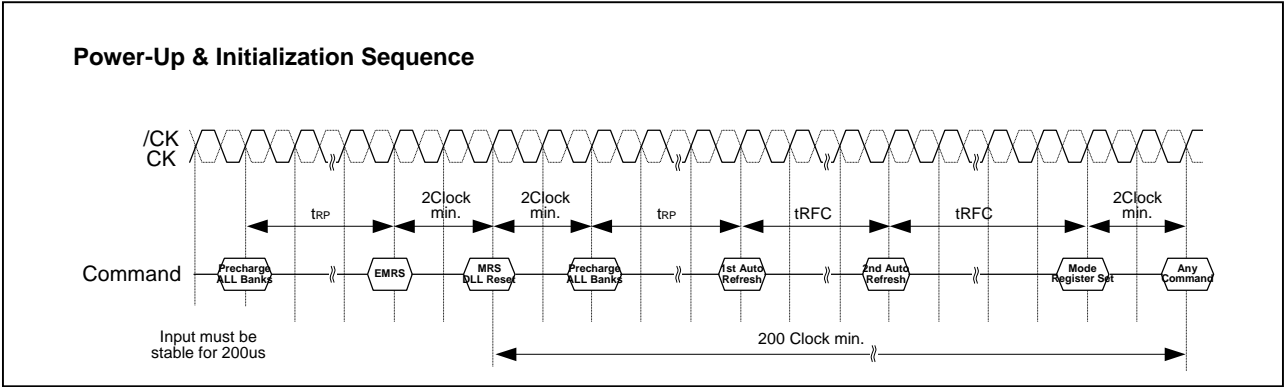 Power-Up & Initialization Sequence
/CK
CK
tRP
2Clock
min.
2Clock
min.
tRP
tRFC
tRFC
2Clock
min.
Command
Precharge
ALL Banks
EMRS
MRS
DLL Reset
Precharge
ALL Banks
1st Auto
Refresh
2nd Auto
Refresh
Mode
Register Set
Any
Command
Input must be
stable for 200us
200 Clock min.